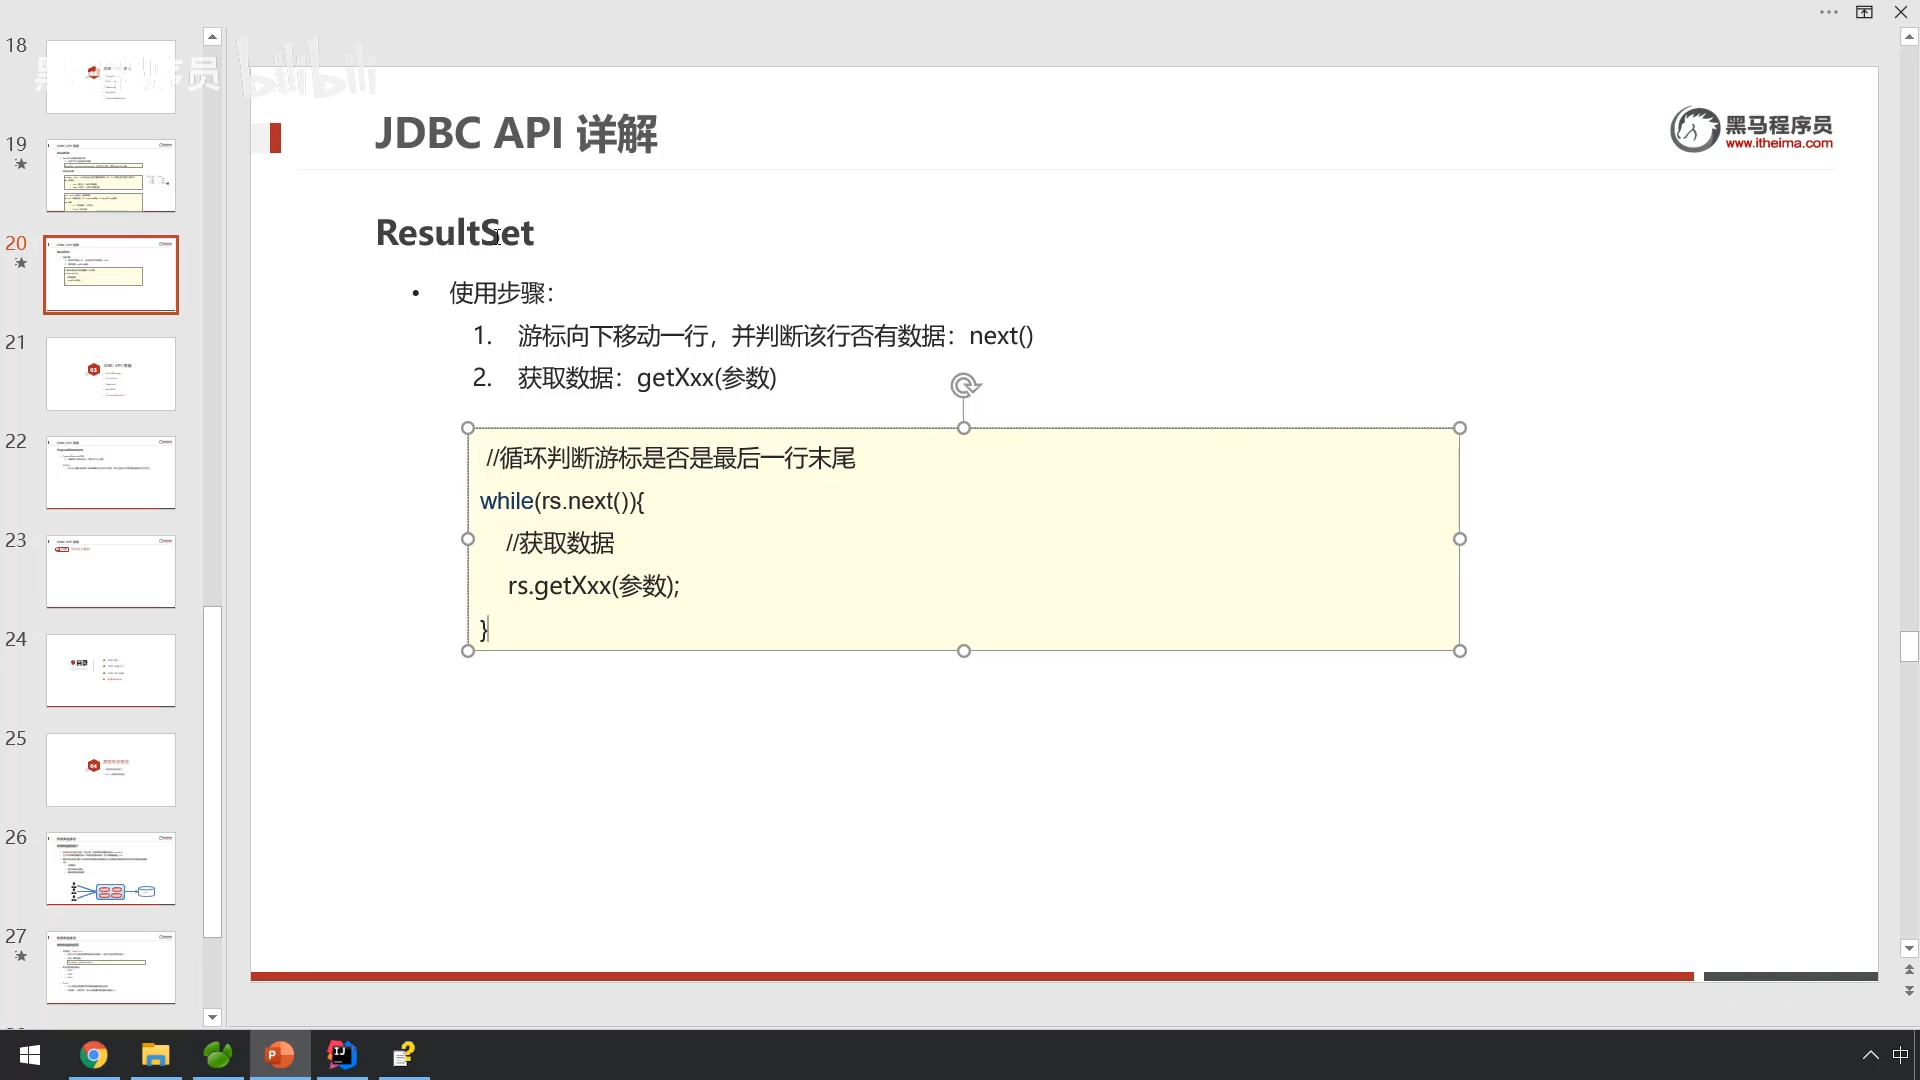 18
19
20
21
22
23
24
25
26
27
bilibili
JDBC API 详解
黑马程序员
www.itheima.com
ResultSet
• 使用步骤：
1. 游标向下移动一行，并判断该行否有数据：next()
2. 获取数据：getXxx(参数)
//循环判断游标是否是最后一行末尾
while(rs.next()){
//获取数据
rs.getXxx(参数);
}
中